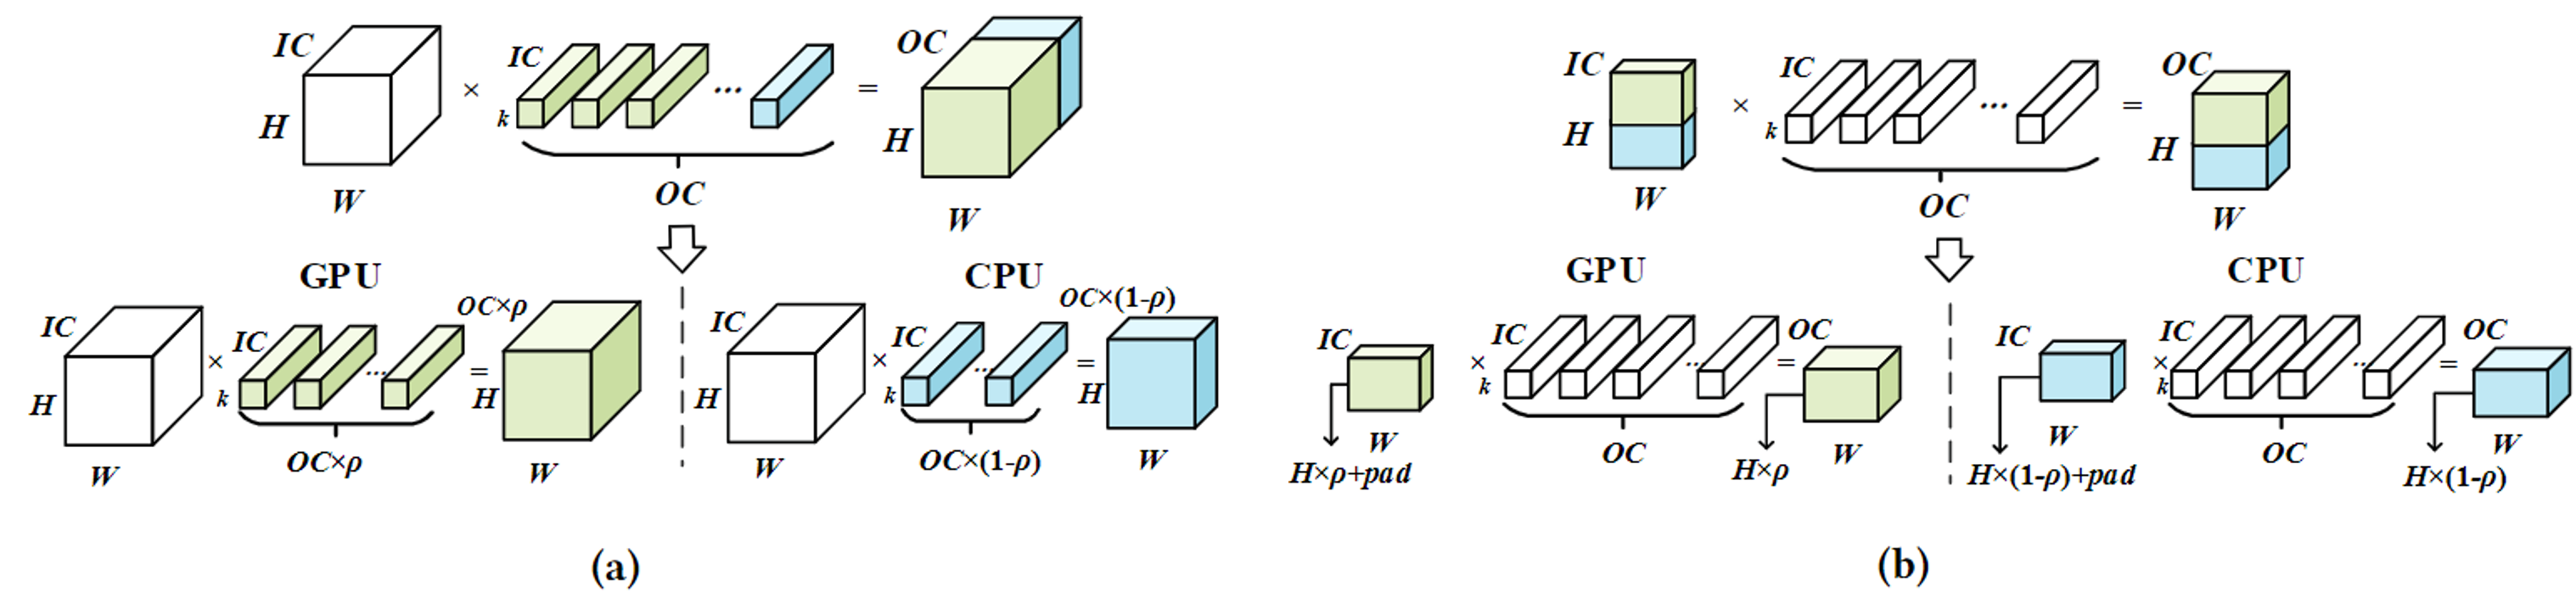 IC
H
W
×
IC
k
...
OC
=
OC
H
W
GPU
IC
H
W
×
IC
k
...
OC×ρ
=
OC×ρ
H
W
CPU
IC
H
W
×
IC
k
...
OC×(1-ρ)
=
OC×(1-ρ)
H
W
(a)
IC
H
W
×
IC
k
...
OC
=
OC
H
W
GPU
IC
W
H×ρ+pad
×
IC
k
...
OC
=
OC
W
H×ρ
CPU
IC
W
H×(1-ρ)+pad
×
IC
k
...
OC
=
OC
W
H×(1-ρ)
(b)